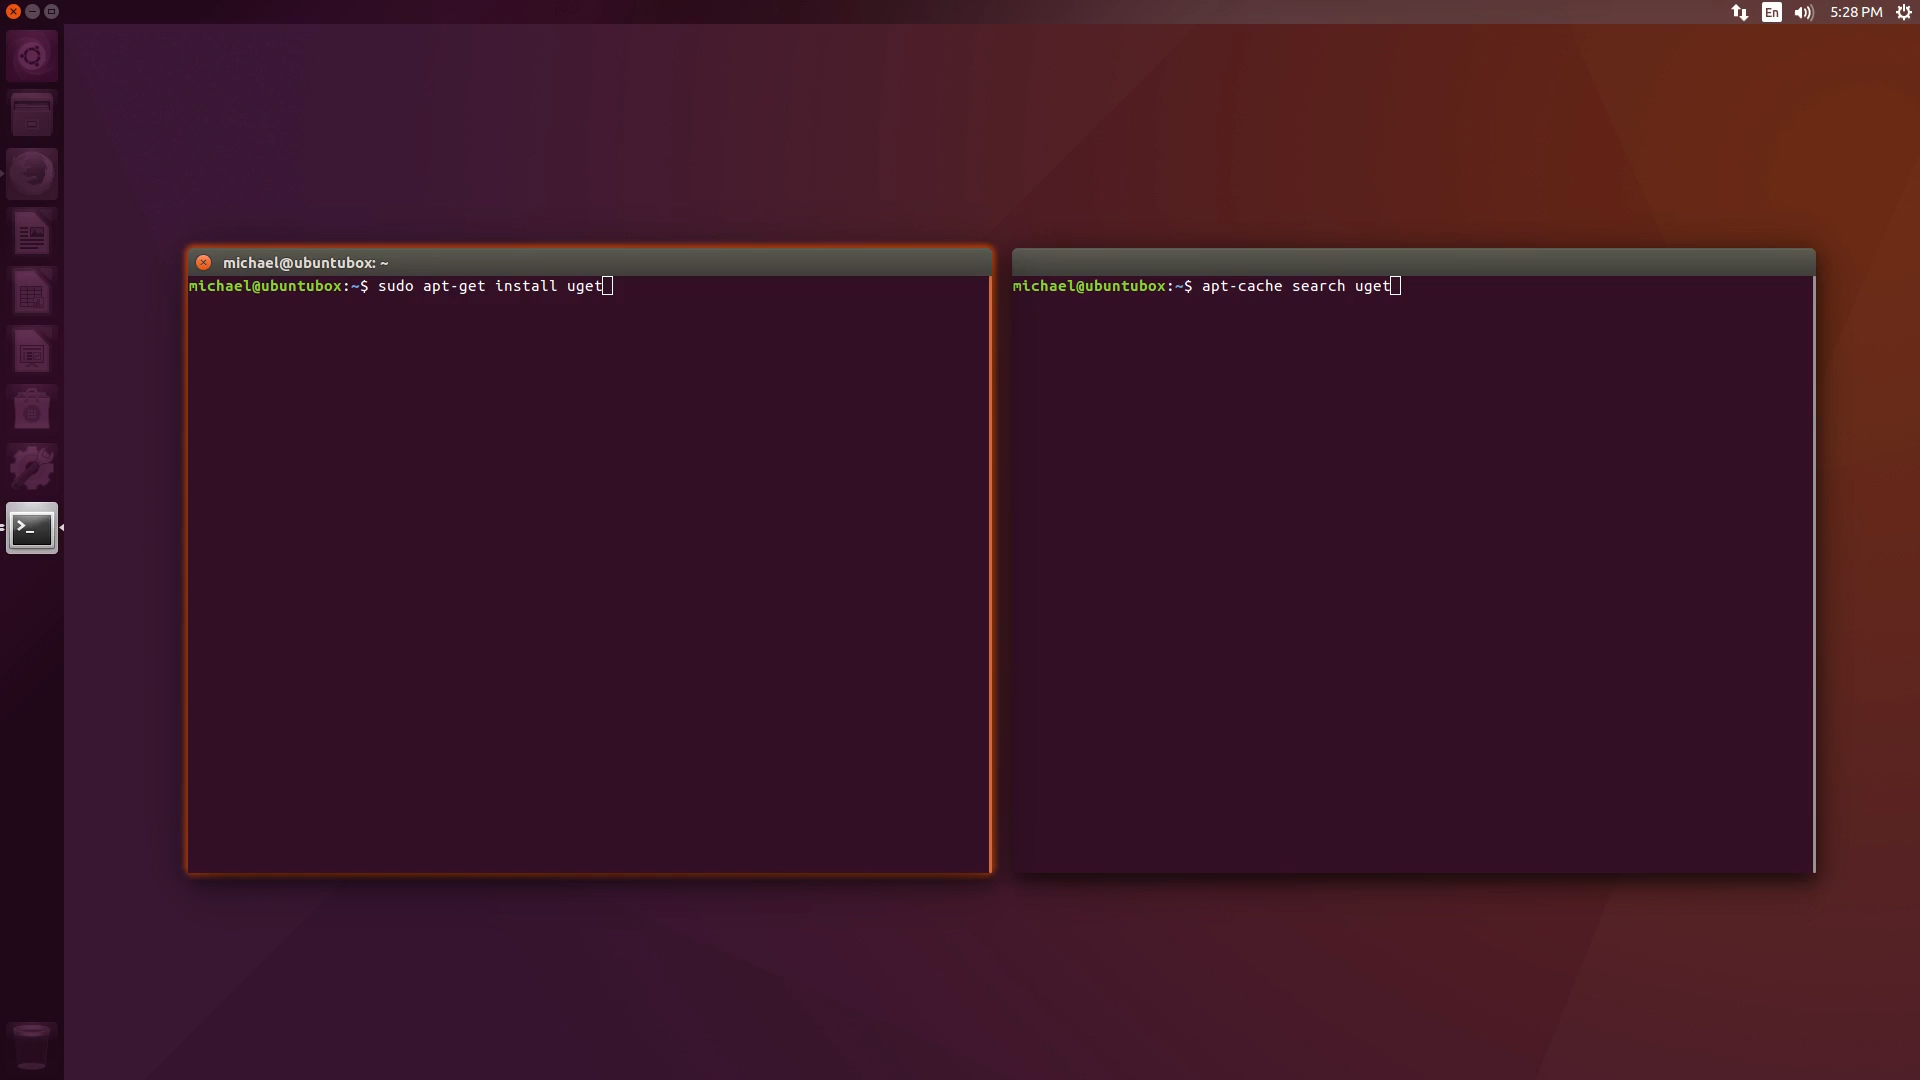 En 5:28 PM
michael@ubuntubox: ~
michael@ubuntubox:~$ sudo apt-get install uget
michael@ubuntubox:~$ apt-cache search uget